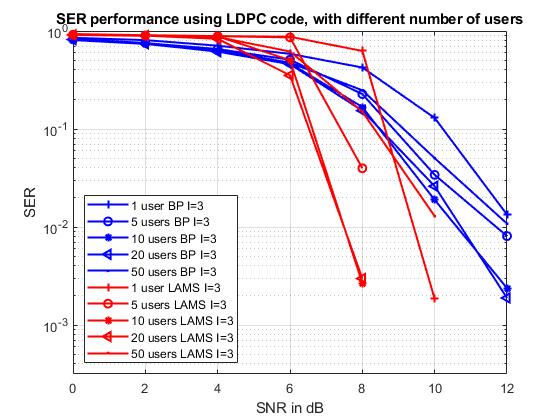 SER performance using LDPC code, with different number of users
10^0
10^-1
10^-2
10^-3
SER
1 user BP I=3
5 users BP I=3
10 users BP I=3
20 users BP I=3
50 users BP I=3
1 user LAMS I=3
5 users LAMS I=3
10 users LAMS I=3
20 users LAMS I=3
50 users LAMS I=3
0 2 4 6 8 10 12
SNR in dB